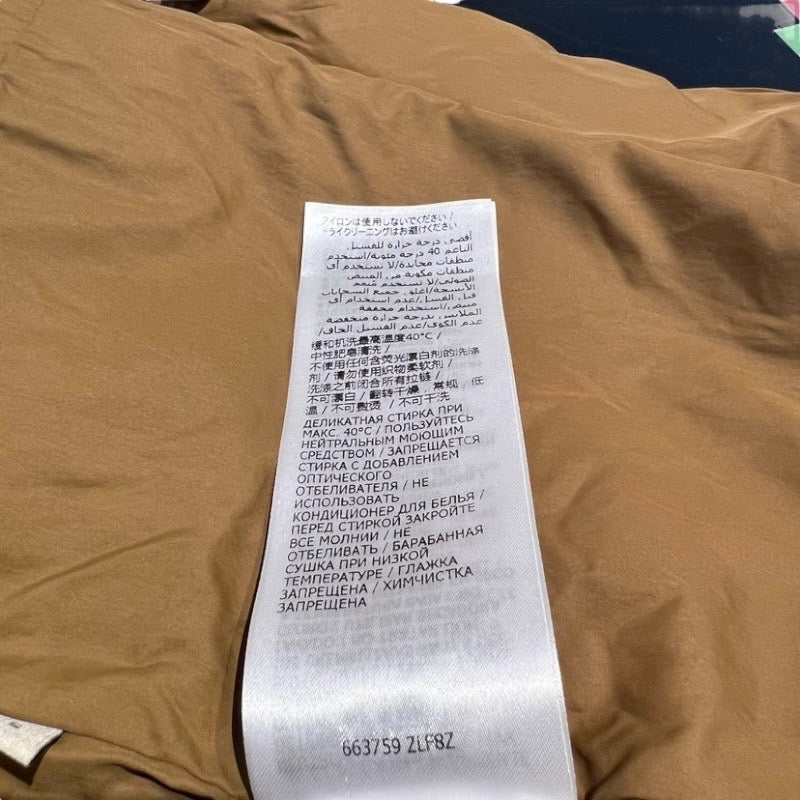 アイロンは使用しないでください /
ドライクリーニングはお避けください
أقصى درجة حرارة للغسيل
الناعم 40 درجة مئوية/استخدم
منظفات محايدة/لا تستخدم أي
منظفات مكونة من المبيض
الضوئي/لا تستخدم منعم
الأنسجة/أغلق جميع السحابات
قبل الغسل/عدم استخدام أي
مبيض/استخدام مجففة
الملابس بدرجة حرارة منخفضة
عدم الكوي/عدم الغسيل الجاف/
缓和机洗最高温度40°C /
中性肥皂清洗 /
不使用任何含荧光漂白剂的洗涤
剂 / 请勿使用织物柔软剂 /
洗涤之前闭合所有拉链 /
不可漂白 / 翻转干燥，常规，低
温 / 不可熨烫 / 不可干洗
ДЕЛИКАТНАЯ СТИРКА ПРИ
МАКС. 40°C / ПОЛЬЗУЙТЕСЬ
НЕЙТРАЛЬНЫМ МОЮЩИМ
СРЕДСТВОМ / ЗАПРЕЩАЕТСЯ
СТИРКА С ДОБАВЛЕНИЕМ
ОПТИЧЕСКОГО
ОТБЕЛИВАТЕЛЯ / НЕ
ИСПОЛЬЗОВАТЬ
КОНДИЦИОНЕР ДЛЯ БЕЛЬЯ /
ПЕРЕД СТИРКОЙ ЗАКРОЙТЕ
ВСЕ МОЛНИИ / НЕ
ОТБЕЛИВАТЬ / БАРАБАННАЯ
СУШКА ПРИ НИЗКОЙ
ТЕМПЕРАТУРЕ / ГЛАЖКА
ЗАПРЕЩЕНА / ХИМЧИСТКА
ЗАПРЕЩЕНА
663759 ZLF8Z